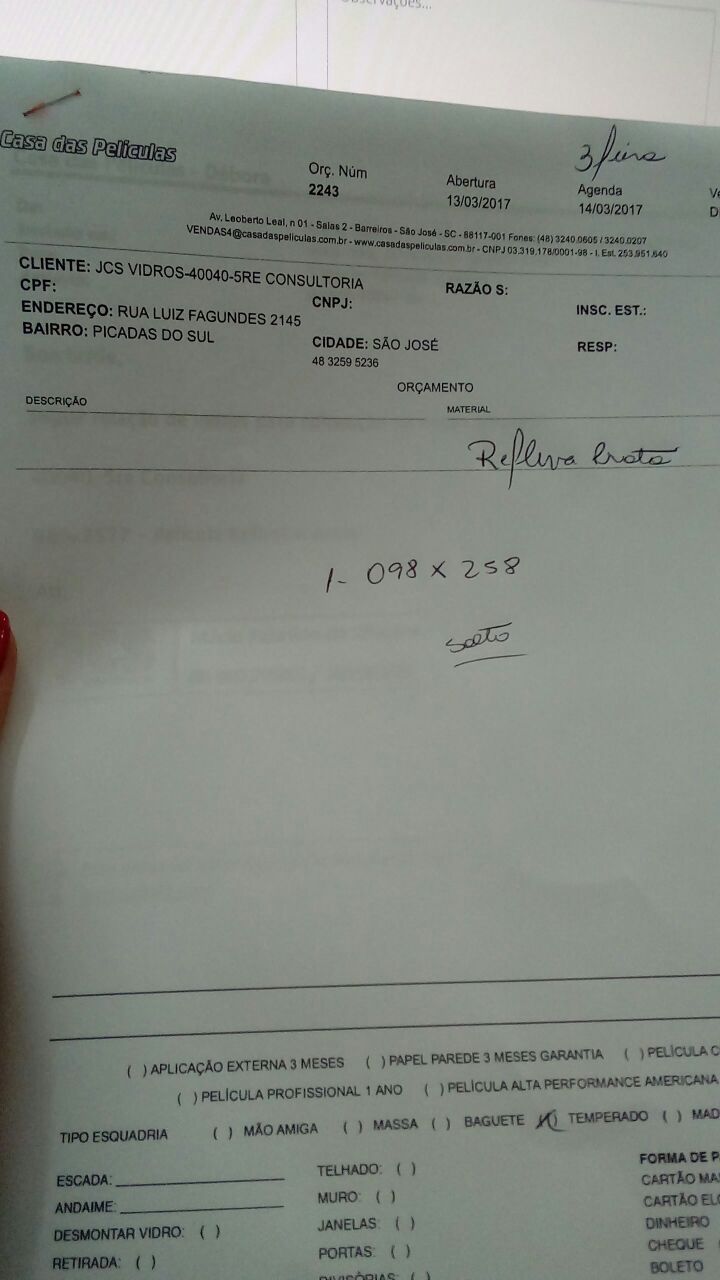 Observações...
Casa das Peliculas
3 feira
Orç. Núm
2243
Abertura
13/03/2017
Agenda
14/03/2017
Av, Leoberto Leal, n 01 - Salas 2 - Barreiros - São José - SC - 88117-001 Fones: (48) 3240.0605 / 3240.0207
VENDAS4@casadaspeliculas.com.br - www.casadaspeliculas.com.br - CNPJ 03.319.178/0001-98 - I. Est. 253.951.640
CLIENTE: JCS VIDROS-40040-5RE CONSULTORIA
RAZÃO S:
CPF:
CNPJ:
INSC. EST.:
ENDEREÇO: RUA LUIZ FAGUNDES 2145
BAIRRO: PICADAS DO SUL
CIDADE: SÃO JOSÉ
RESP:
48 3259 5236
ORÇAMENTO
DESCRIÇÃO
MATERIAL
1- 098 x 258
( ) APLICAÇÃO EXTERNA 3 MESES ( ) PAPEL PAREDE 3 MESES GARANTIA ( ) PELÍCULA
( ) PELÍCULA PROFISSIONAL 1 ANO ( ) PELÍCULA ALTA PERFORMANCE AMERICANA
TIPO ESQUADRIA ( ) MÃO AMIGA ( ) MASSA ( ) BAGUETE (X) TEMPERADO ( ) MAD
ESCADA:
TELHADO: ( )
FORMA DE P
ANDAIME:
MURO: ( )
CARTÃO MA
DESMONTAR VIDRO: ( )
JANELAS: ( )
CARTÃO ELO
RETIRADA: ( )
PORTAS: ( )
DINHEIRO
DIVISÓRIAS: ( )
CHEQUE
BOLETO